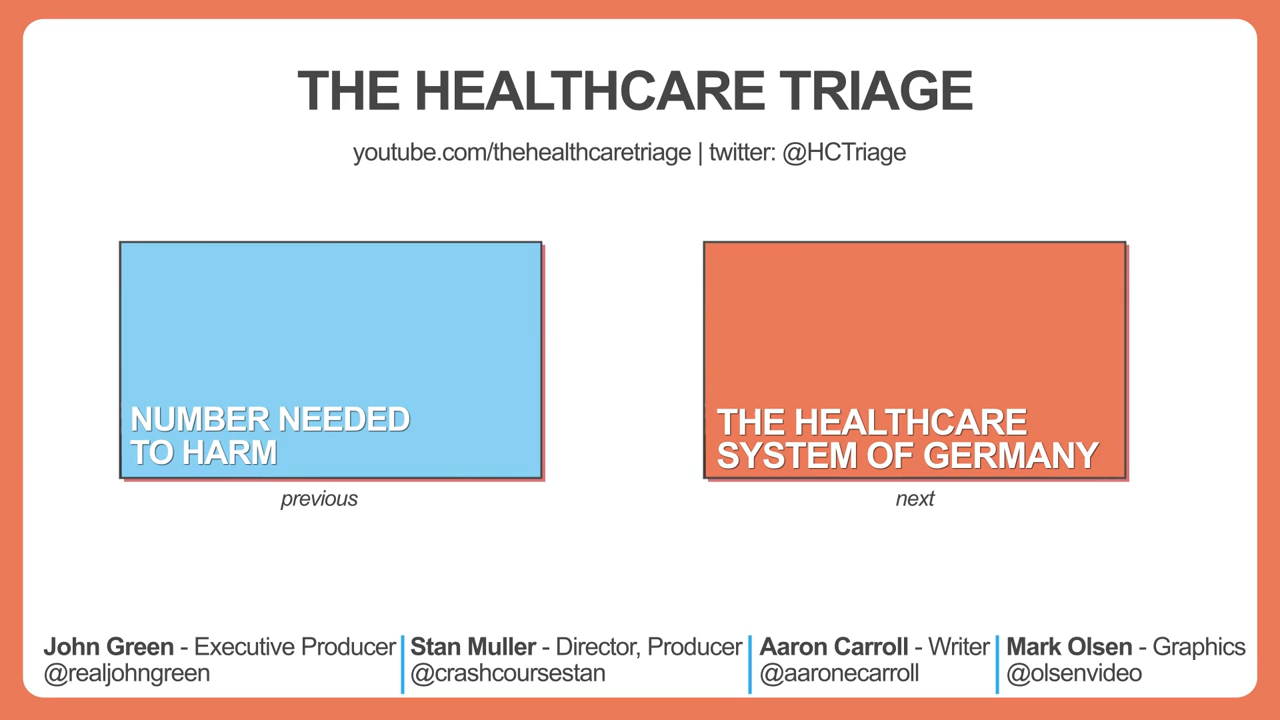 THE HEALTHCARE TRIAGE
youtube.com/thehealthcaretriage | twitter: @HCTriage
NUMBER NEEDED
TO HARM
previous
THE HEALTHCARE
SYSTEM OF GERMANY
next
John Green - Executive Producer
@realjohngreen
Stan Muller - Director, Producer
@crashcoursestan
Aaron Carroll - Writer
@aaronecarroll
Mark Olsen - Graphics
@olsenvideo